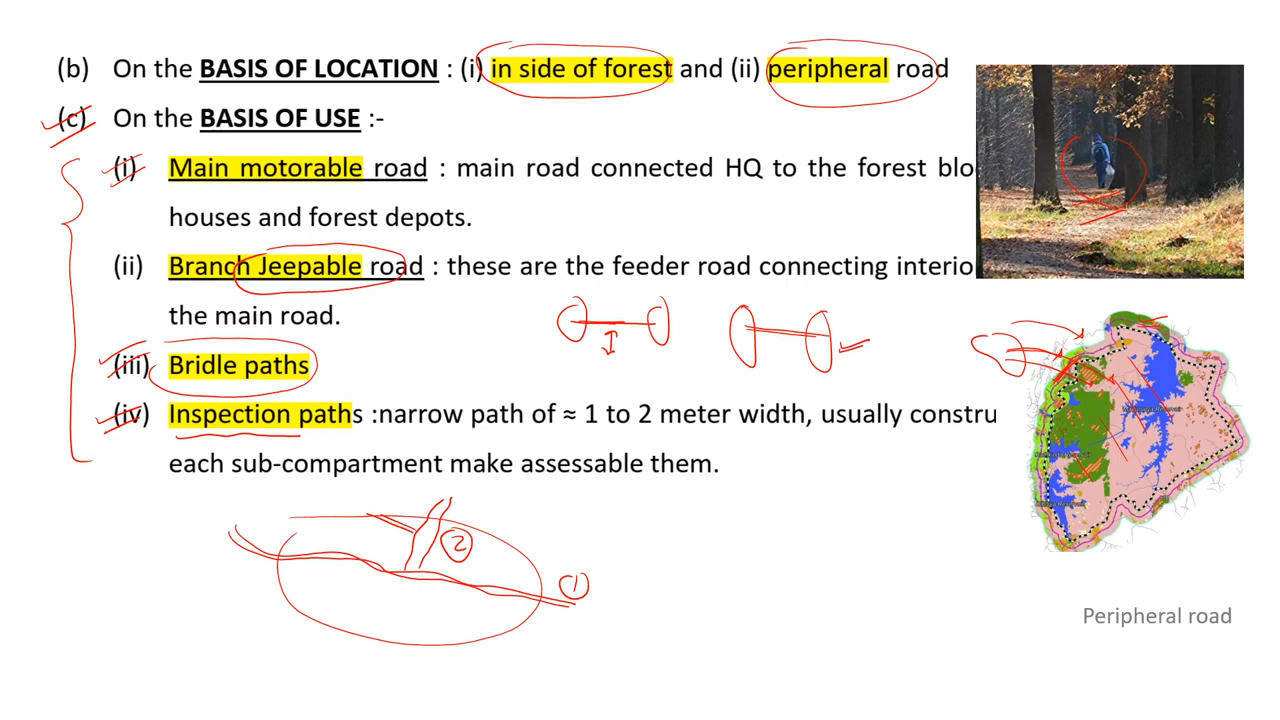 (b) On the BASIS OF LOCATION : (i) in side of forest and (ii) peripheral road
(c) On the BASIS OF USE :-
(i) Main motorable road : main road connected HQ to the forest blo
houses and forest depots.
(ii) Branch Jeepable road : these are the feeder road connecting interio
the main road.
(iii) Bridle paths
(iv) Inspection paths :narrow path of ≈ 1 to 2 meter width, usually constru
each sub-compartment make assessable them.
2
1
Peripheral road